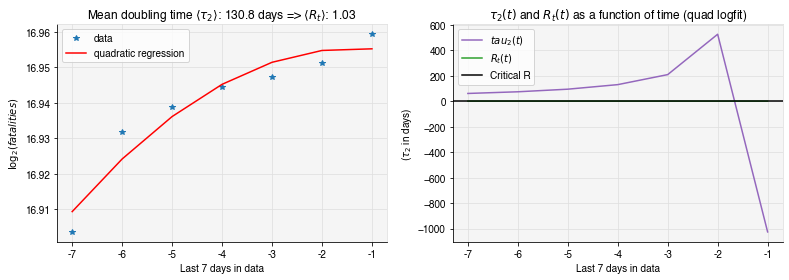 Mean doubling time ⟨τ₂⟩: 130.8 days => ⟨Rₜ⟩: 1.03
data
quadratic regression
log₂(fatalities)
16.96
16.95
16.94
16.93
16.92
16.91
-7 -6 -5 -4 -3 -2 -1
Last 7 days in data
τ₂(t) and Rₜ(t) as a function of time (quad logfit)
tau₂(t)
Rₜ(t)
Critical R
(τ₂ in days)
600
400
200
0
−200
−400
−600
−800
−1000
-7 -6 -5 -4 -3 -2 -1
Last 7 days in data